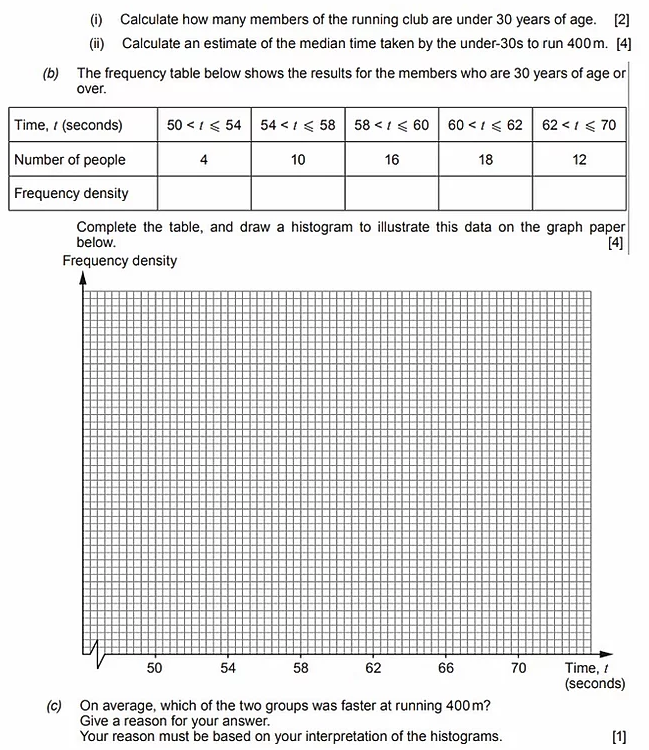 (i) Calculate how many members of the running club are under 30 years of age. [2]
(ii) Calculate an estimate of the median time taken by the under-30s to run 400 m. [4]
(b) The frequency table below shows the results for the members who are 30 years of age or
over.
Time, t (seconds) 50 < t ⩽ 54 54 < t ⩽ 58 58 < t ⩽ 60 60 < t ⩽ 62 62 < t ⩽ 70
Number of people 4 10 16 18 12
Frequency density
Complete the table, and draw a histogram to illustrate this data on the graph paper
below. [4]
Frequency density
50 54 58 62 66 70 Time, t
(seconds)
(c) On average, which of the two groups was faster at running 400 m?
Give a reason for your answer.
Your reason must be based on your interpretation of the histograms. [1]